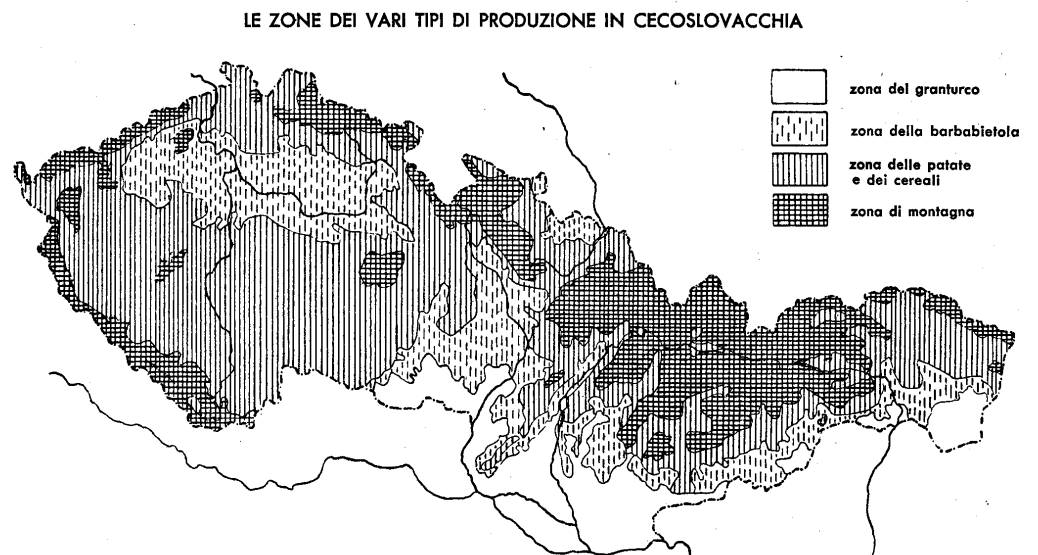 LE ZONE DEI VARI TIPI DI PRODUZIONE IN CECOSLOVACCHIA
zona del granturco
zona della barbabietola
zona delle patate
e dei cereali
zona di montagna